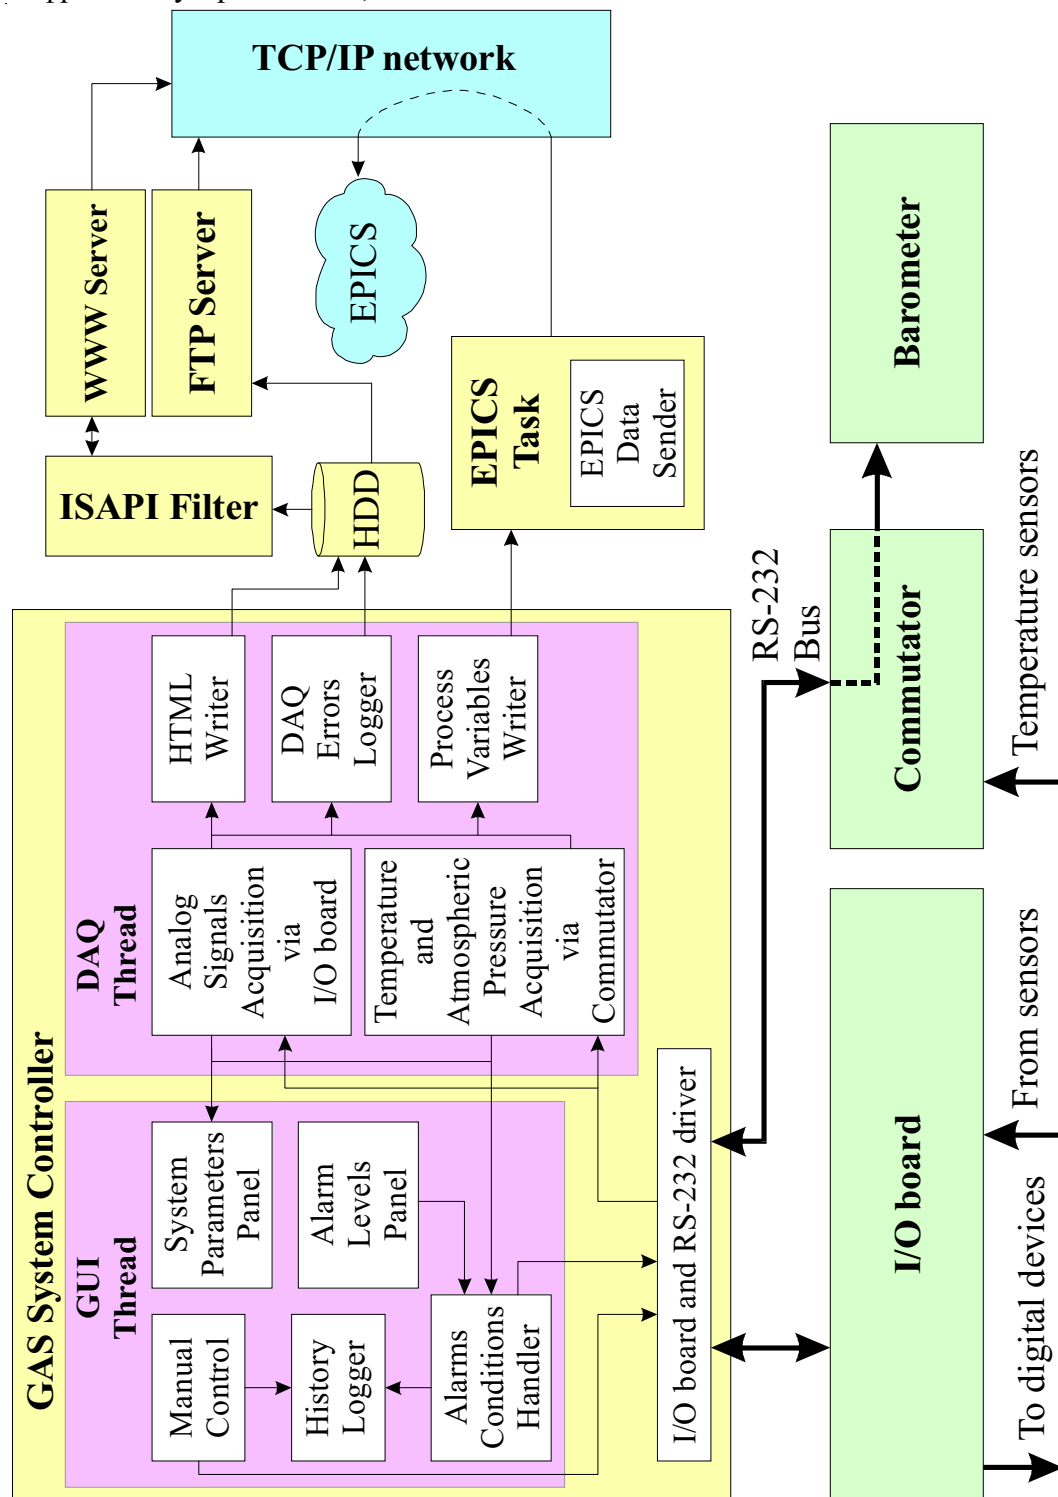 TCP/IP network
WWW Server
FTP Server
EPICS
ISAPI Filter
HDD
EPICS
Task
EPICS
Data
Sender
Barometer
GAS System Controller
DAQ
Thread
HTML
Writer
DAQ
Errors
Logger
Process
Variables
Writer
Analog
Signals
Acquisition
via
I/O board
Temperature
and
Atmospheric
Pressure
Acquisition
via
Commutator
GUI
Thread
System
Parameters
Panel
Alarm
Levels
Panel
Manual
Control
History
Logger
Alarms
Conditions
Handler
I/O board and RS-232 driver
RS-232
Bus
Commutator
Temperature sensors
I/O board
From sensors
To digital devices